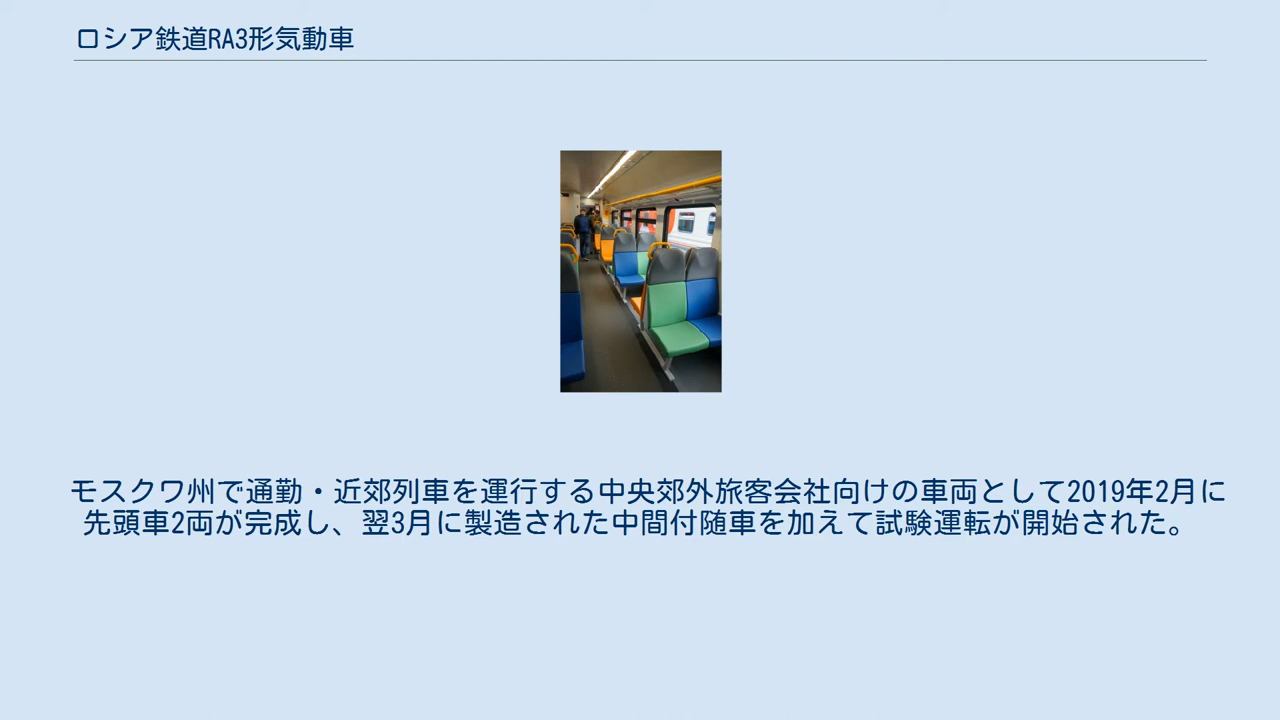 ロシア鉄道RA3形気動車
モスクワ州で通勤・近郊列車を運行する中央郊外旅客会社向けの車両として2019年2月に
先頭車2両が完成し、翌3月に製造された中間付随車を加えて試験運転が開始された。